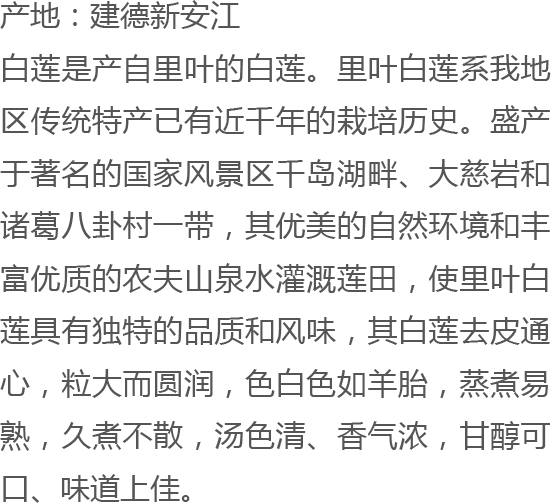 产地：建德新安江
白莲是产自里叶的白莲。里叶白莲系我地
区传统特产已有近千年的栽培历史。盛产
于著名的国家风景区千岛湖畔、大慈岩和
诸葛八卦村一带，其优美的自然环境和丰
富优质的农夫山泉水灌溉莲田，使里叶白
莲具有独特的品质和风味，其白莲去皮通
心，粒大而圆润，色白色如羊胎，蒸煮易
熟，久煮不散，汤色清、香气浓，甘醇可
口、味道上佳。